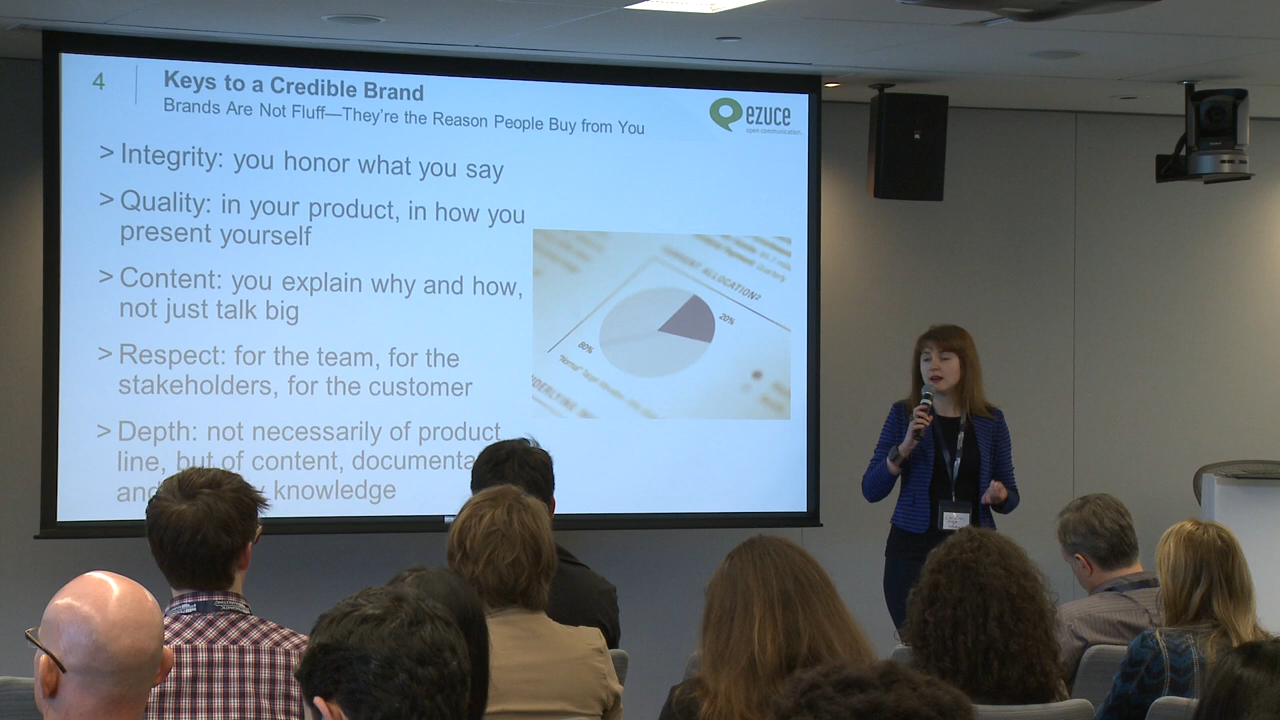 4
Keys to a Credible Brand
Brands Are Not Fluff—They're the Reason People Buy from You
ezuce
open communication.
> Integrity: you honor what you say
> Quality: in your product, in how you
present yourself
> Content: you explain why and how,
not just talk big
> Respect: for the team, for the
stakeholders, for the customer
> Depth: not necessarily of product
line, but of content, documenta
and knowledge
ALLOCATION²
20%
80%